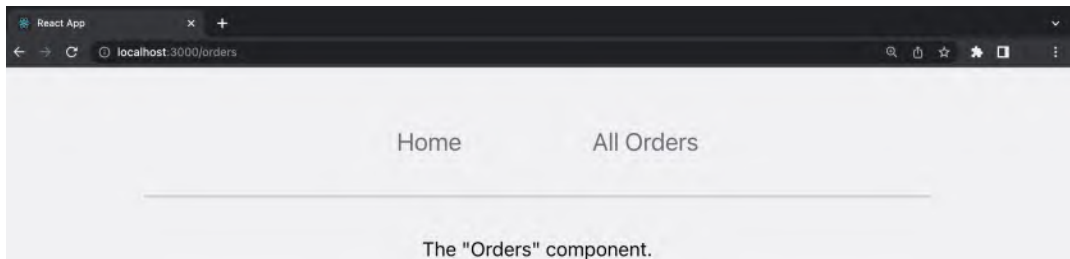 React App
localhost:3000/orders
Home All Orders
The "Orders" component.